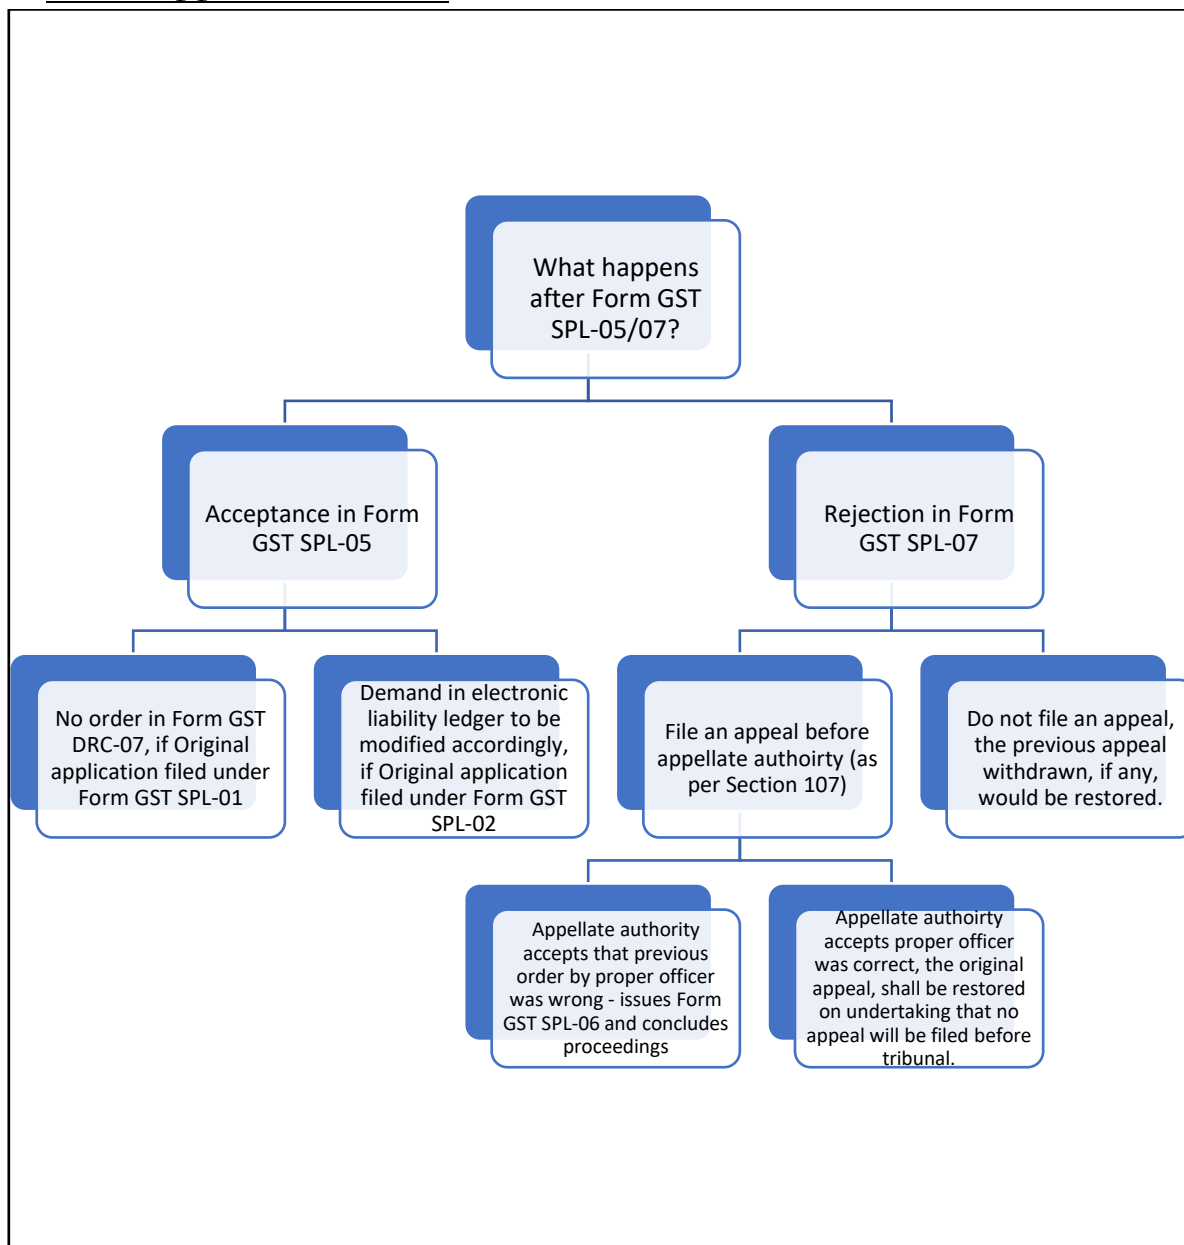 What happens
after Form GST
SPL-05/07?
Acceptance in Form
GST SPL-05
Rejection in Form
GST SPL-07
No order in Form GST
DRC-07, if Original
application filed under
Form GST SPL-01
Demand in electronic
liability ledger to be
modified accordingly,
if Original application
filed under Form GST
SPL-02
File an appeal before
appellate authoirty (as
per Section 107)
Do not file an appeal,
the previous appeal
withdrawn, if any,
would be restored.
Appellate authority
accepts that previous
order by proper officer
was wrong - issues Form
GST SPL-06 and concludes
proceedings
Appellate authoirty
accepts proper officer
was correct, the original
appeal, shall be restored
on undertaking that no
appeal will be filed before
tribunal.